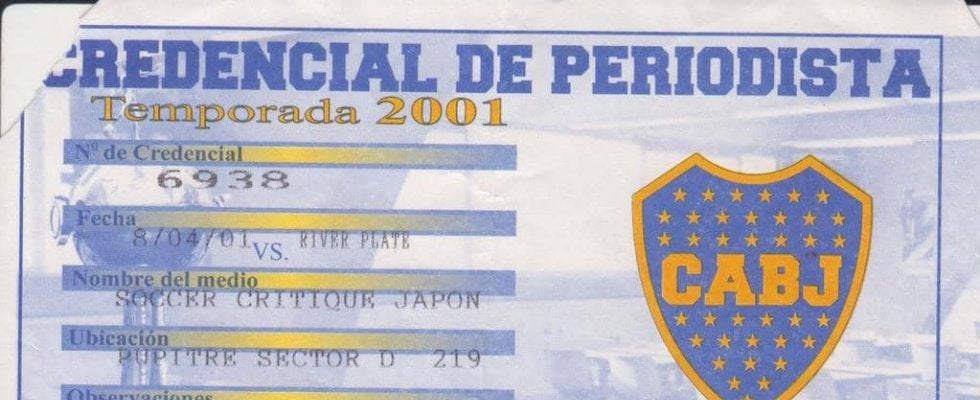 CREDENCIAL DE PERIODISTA
Temporada 2001
Nº de Credencial
6938
Fecha
8/04/01 VS. RIVER PLATE
Nombre del medio
SOCCER CRITIQUE JAPON
Ubicación
PUPITRE SECTOR D 219
Observaciones
CABJ